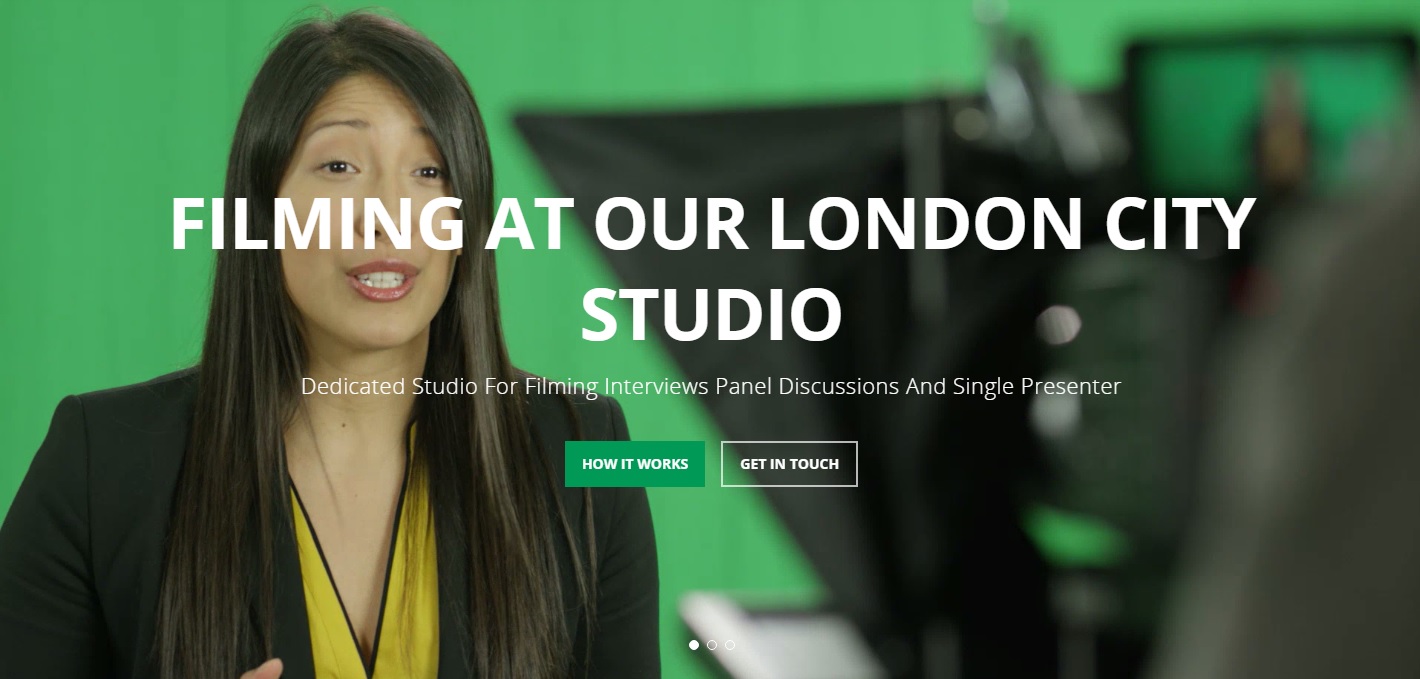 FILMING AT OUR LONDON CITY
STUDIO
Dedicated Studio For Filming Interviews Panel Discussions And Single Presenter
HOW IT WORKS
GET IN TOUCH